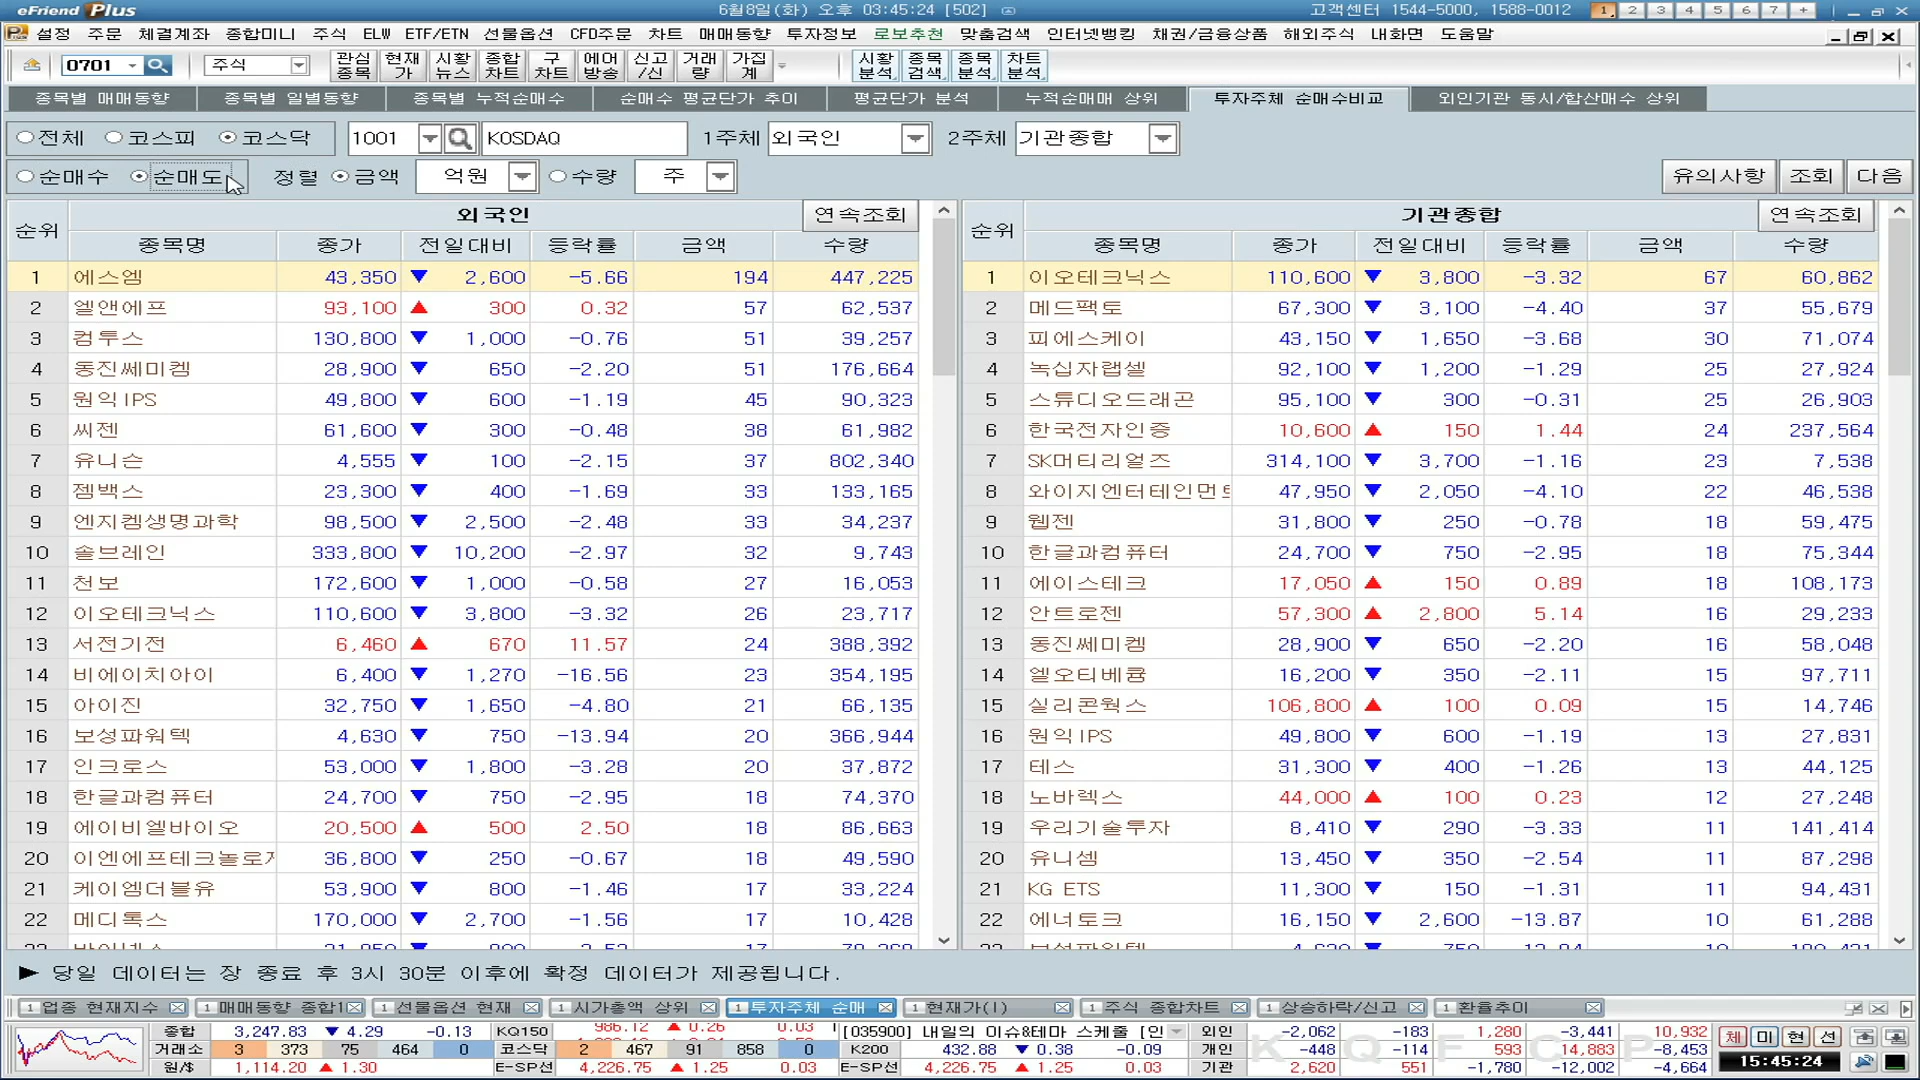 eFriend Plus 6월8일(화) 오후 03:45:24 [502] 고객센터 1544-5000, 1588-0012 1 2 3 4 5 6 7 +
설정 주문 체결계좌 종합미니 주식 ELW ETF/ETN 선물옵션 CFD주문 차트 매매동향 투자정보 로보추천 맞춤검색 인터넷뱅킹 채권/금융상품 해외주식 내화면 도움말
0701 주식 관심종목 현재가 시황뉴스 종합차트 구차트 에어방송 신고/신 거래량 가집계 시황분석 종목검색 종목분석 차트분석
종목별 매매동향 종목별 일별동향 종목별 누적순매수 순매수 평균단가 추이 평균단가 분석 누적순매매 상위 투자주체 순매수비교 외인기관 동시/합산매수 상위
전체 코스피 코스닥 1001 KOSDAQ 1주체 외국인 2주체 기관종합
순매수 순매도 정렬 금액 억원 수량 주 유의사항 조회 다음
순위 외국인 연속조회 순위 기관종합 연속조회
종목명 종가 전일대비 등락률 금액 수량 종목명 종가 전일대비 등락률 금액 수량
1 에스엠 43,350 ▼ 2,600 -5.66 194 447,225 1 이오테크닉스 110,600 ▼ 3,800 -3.32 67 60,862
2 엘앤에프 93,100 ▲ 300 0.32 57 62,537 2 메드팩토 67,300 ▼ 3,100 -4.40 37 55,679
3 컴투스 130,800 ▼ 1,000 -0.76 51 39,257 3 피에스케이 43,150 ▼ 1,650 -3.68 30 71,074
4 동진쎄미켐 28,900 ▼ 650 -2.20 51 176,664 4 녹십자랩셀 92,100 ▼ 1,200 -1.29 25 27,924
5 원익IPS 49,800 ▼ 600 -1.19 45 90,323 5 스튜디오드래곤 95,100 ▼ 300 -0.31 25 26,903
6 씨젠 61,600 ▼ 300 -0.48 38 61,982 6 한국전자인증 10,600 ▲ 150 1.44 24 237,564
7 유니슨 4,555 ▼ 100 -2.15 37 802,340 7 SK머티리얼즈 314,100 ▼ 3,700 -1.16 23 7,538
8 젬백스 23,300 ▼ 400 -1.69 33 133,165 8 와이지엔터테인먼트 47,950 ▼ 2,050 -4.10 22 46,538
9 엔지켐생명과학 98,500 ▼ 2,500 -2.48 33 34,237 9 웹젠 31,800 ▼ 250 -0.78 18 59,475
10 솔브레인 333,800 ▼ 10,200 -2.97 32 9,743 10 한글과컴퓨터 24,700 ▼ 750 -2.95 18 75,344
11 천보 172,600 ▼ 1,000 -0.58 27 16,053 11 에이스테크 17,050 ▲ 150 0.89 18 108,173
12 이오테크닉스 110,600 ▼ 3,800 -3.32 26 23,717 12 안트로젠 57,300 ▲ 2,800 5.14 16 29,233
13 서전기전 6,460 ▲ 670 11.57 24 388,392 13 동진쎄미켐 28,900 ▼ 650 -2.20 16 58,048
14 비에이치아이 6,400 ▼ 1,270 -16.56 23 354,195 14 엘오티베큠 16,200 ▼ 350 -2.11 15 97,711
15 아이진 32,750 ▼ 1,650 -4.80 21 66,135 15 실리콘웍스 106,800 ▲ 100 0.09 15 14,746
16 보성파워텍 4,630 ▼ 750 -13.94 20 366,944 16 원익IPS 49,800 ▼ 600 -1.19 13 27,831
17 인크로스 53,000 ▼ 1,800 -3.28 20 37,872 17 테스 31,300 ▼ 400 -1.26 13 44,125
18 한글과컴퓨터 24,700 ▼ 750 -2.95 18 74,370 18 노바렉스 44,000 ▲ 100 0.23 12 27,248
19 에이비엘바이오 20,500 ▲ 500 2.50 18 86,663 19 우리기술투자 8,410 ▼ 290 -3.33 11 141,414
20 이엔에프테크놀로지 36,800 ▼ 250 -0.67 18 49,590 20 유니셈 13,450 ▼ 350 -2.54 11 87,298
21 케이엠더블유 53,900 ▼ 800 -1.46 17 33,224 21 KG ETS 11,300 ▼ 150 -1.31 11 94,431
22 메디톡스 170,000 ▼ 2,700 -1.56 17 10,428 22 에너토크 16,150 ▼ 2,600 -13.87 10 61,288
▶ 당일 데이터는 장 종료 후 3시 30분 이후에 확정 데이터가 제공됩니다.
1 업종 현재지수 1 매매동향 종합1 1 선물옵션 현재 1 시가총액 상위 1 투자주체 순매 1 현재가(1) 1 주식 종합차트 1 상승하락/신고 1 환율추이
종합 3,247.83 ▼ 4.29 -0.13 KQ150 986.12 ▲ 0.26 0.03 [035900] 내일의 이슈&테마 스케쥴 [인 외인 -2,062 -183 1,280 -3,441 10,932 체 미 현 선
거래소 3 373 75 464 0 코스닥 2 467 91 858 0 K200 432.88 ▼ 0.38 -0.09 개인 -448 -114 593 14,883 -8,453 15:45:24
원/$ 1,114.20 ▲ 1.30 E-SP선 4,226.75 ▲ 1.25 0.03 E-SP선 4,226.75 ▲ 1.25 0.03 기관 2,620 551 -1,780 -12,002 -4,664
K Q F C P